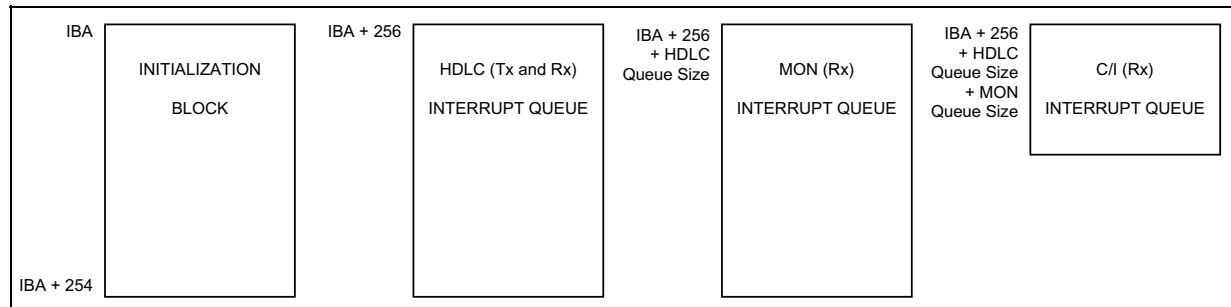 IBA
INITIALIZATION
BLOCK
IBA + 254
IBA + 256
HDLC (Tx and Rx)
INTERRUPT QUEUE
IBA + 256
+ HDLC
Queue Size
MON (Rx)
INTERRUPT QUEUE
IBA + 256
+ HDLC
Queue Size
+ MON
Queue Size
C/I (Rx)
INTERRUPT QUEUE